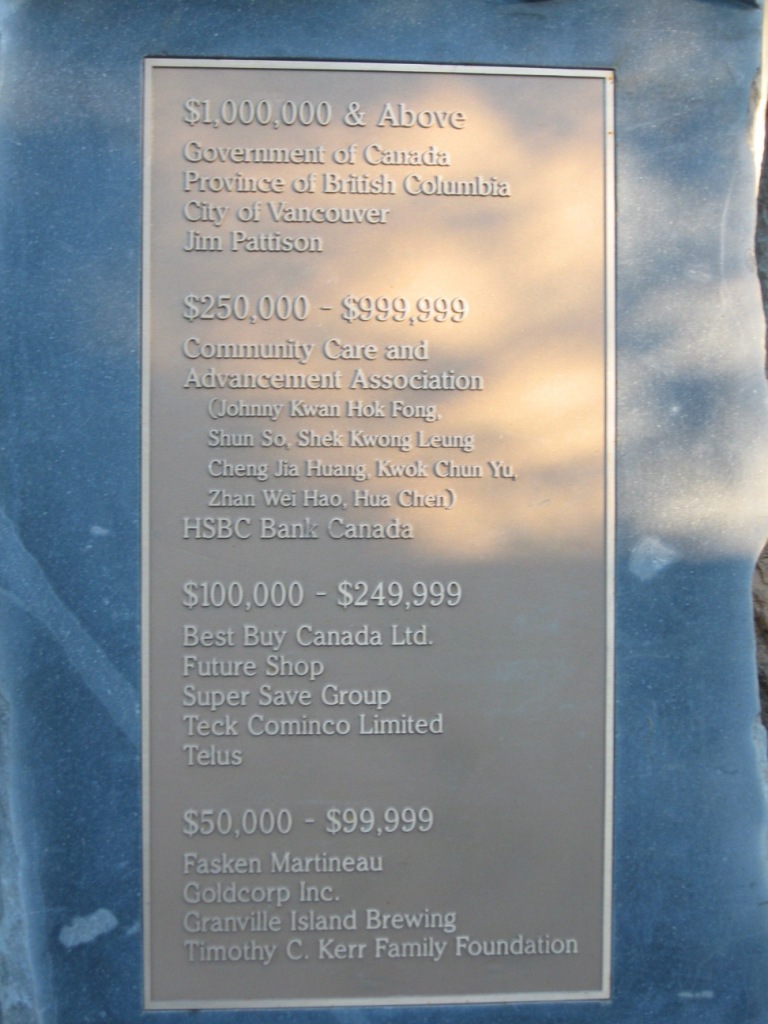 $1,000,000 & Above
Government of Canada
Province of British Columbia
City of Vancouver
Jim Pattison
$250,000 - $999,999
Community Care and
Advancement Association
(Johnny Kwan Hok Fong,
Shun So, Shek Kwong Leung
Cheng Jia Huang, Kwok Chun Yu,
Zhan Wei Hao, Hua Chen)
HSBC Bank Canada
$100,000 - $249,999
Best Buy Canada Ltd.
Future Shop
Super Save Group
Teck Cominco Limited
Telus
$50,000 - $99,999
Fasken Martineau
Goldcorp Inc.
Granville Island Brewing
Timothy C. Kerr Family Foundation